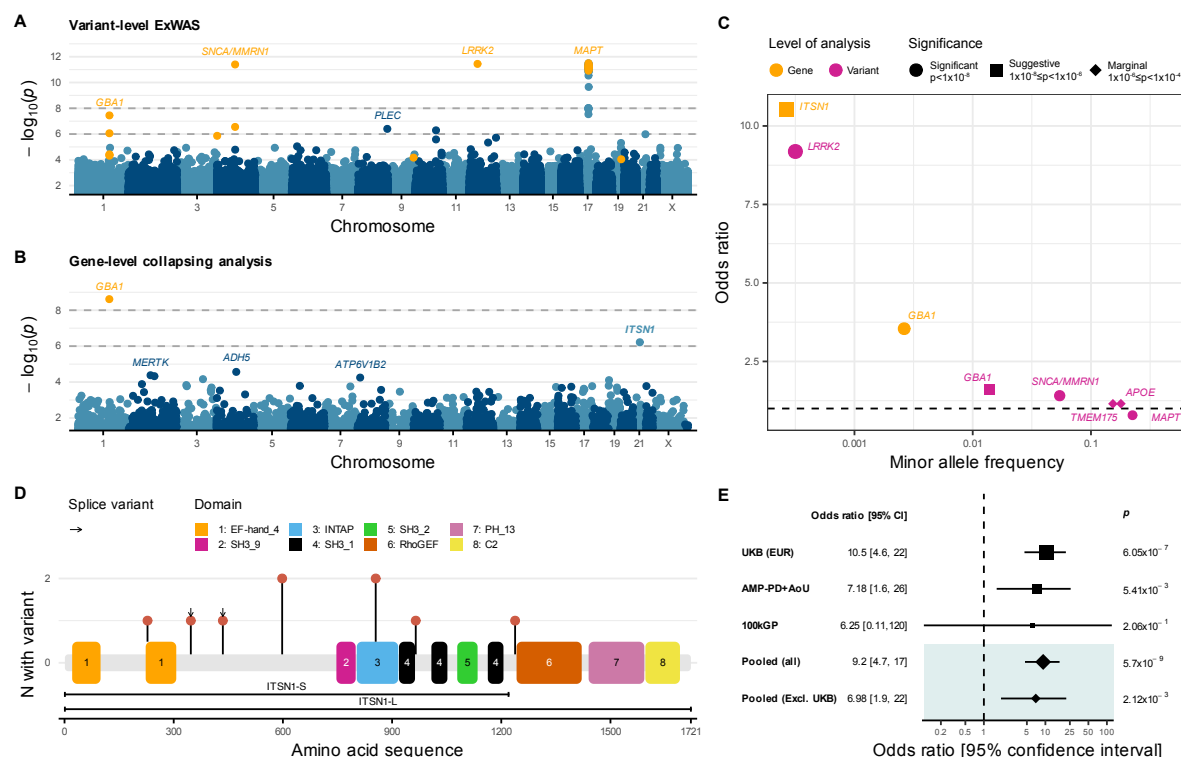 A
Variant-level ExWAS
SNCA/MMRN1
LRRK2
MAPT
GBA1
PLEC
− log10(p)
12
10
8
6
4
2
1
3
5
7
9
11
13
15
17
19
21
X
Chromosome
B
Gene-level collapsing analysis
GBA1
ITSN1
MERTK
ADH5
ATP6V1B2
− log10(p)
8
6
4
2
1
3
5
7
9
11
13
15
17
19
21
X
Chromosome
C
Level of analysis
Gene
Variant
Significance
Significant
p<1x10-8
Suggestive
1x10-8≤p<1x10-6
Marginal
1x10-6≤p<1x10-4
ITSN1
LRRK2
GBA1
GBA1
SNCA/MMRN1
APOE
TMEM175
MAPT
Odds ratio
10.0
7.5
5.0
2.5
0.001
0.01
0.1
Minor allele frequency
D
Splice variant
Domain
1: EF-hand_4
3: INTAP
5: SH3_2
7: PH_13
2: SH3_9
4: SH3_1
6: RhoGEF
8: C2
N with variant
2
1
0
1
1
2
3
4
4
5
4
6
7
8
ITSN1-S
ITSN1-L
0
300
600
900
1200
1500
1721
Amino acid sequence
E
Odds ratio [95% CI]
p
UKB (EUR)
10.5 [4.6, 22]
6.05x10−7
AMP-PD+AoU
7.18 [1.6, 26]
5.41x10−3
100kGP
6.25 [0.11,120]
2.06x10−1
Pooled (all)
9.2 [4.7, 17]
5.7x10−9
Pooled (Excl. UKB)
6.98 [1.9, 22]
2.12x10−3
0.2
0.5
1
5
10
25
50
100
Odds ratio [95% confidence interval]